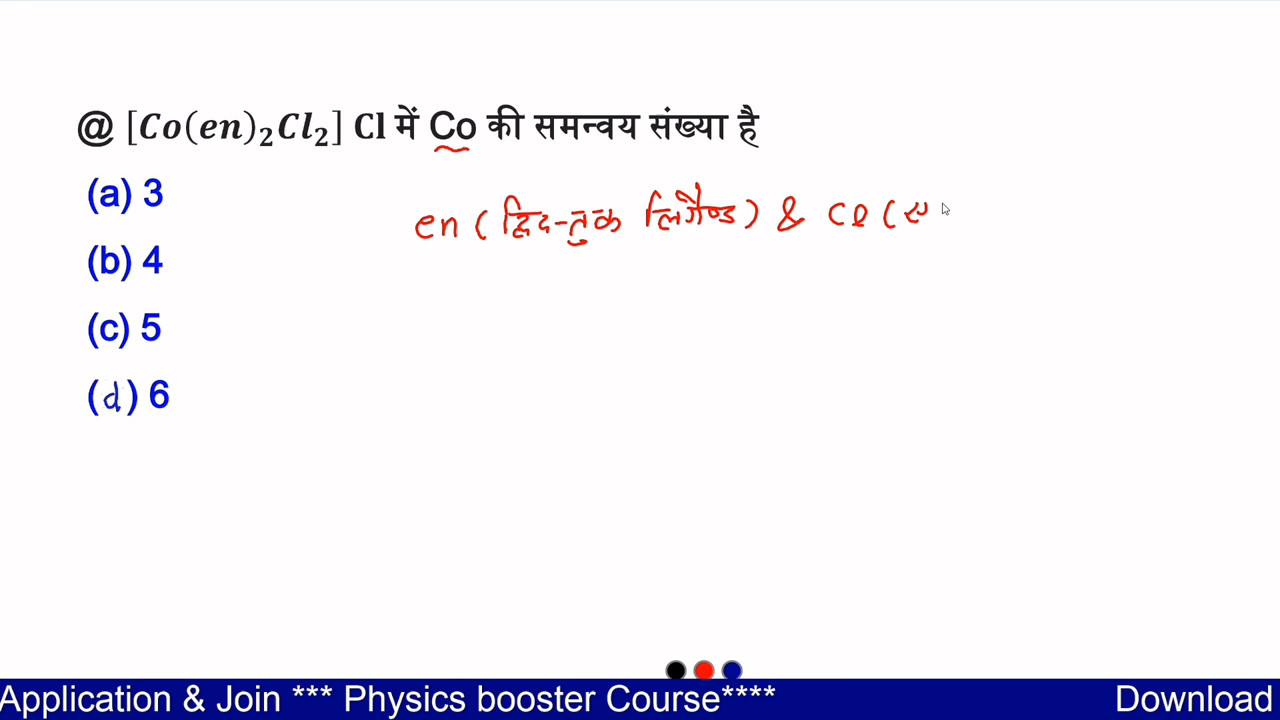 @ [Co(en)₂Cl₂] Cl में Co की समन्वय संख्या है
(a) 3
en ( द्विद-तुक लिगैण्ड ) & Cl ( ए
(b) 4
(c) 5
(d) 6
Application & Join *** Physics booster Course**** Download